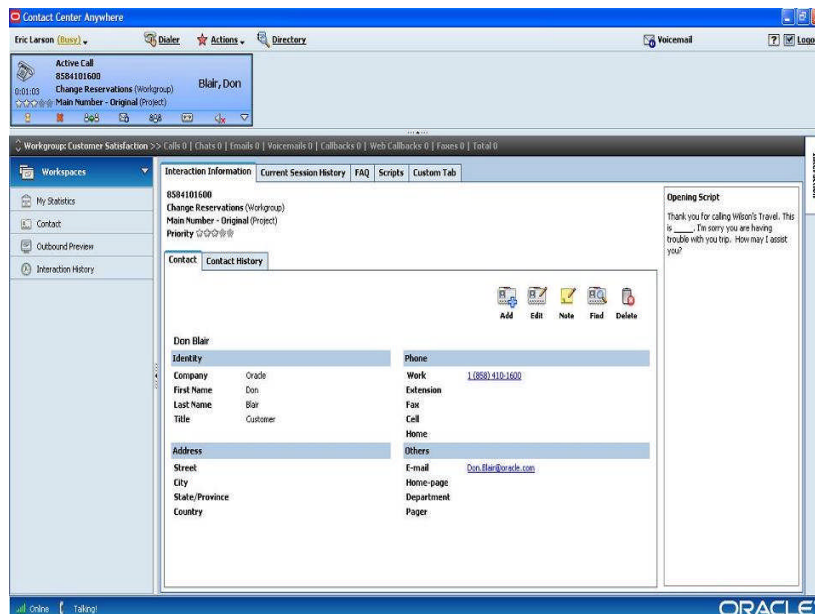 Contact Center Anywhere
Eric Larson (Busy)
Dialer
Actions
Directory
Voicemail
? Logo
Active Call
8584101600
0:01:03 Change Reservations (Workgroup)
Main Number - Original (Project)
Blair, Don
Workgroup: Customer Satisfaction >> Calls 0 | Chats 0 | Emails 0 | Voicemails 0 | Callbacks 0 | Web Callbacks 0 | Faxes 0 | Total 0
Workspaces
My Statistics
Contact
Outbound Preview
Interaction History
Interaction Information
Current Session History
FAQ
Scripts
Custom Tab
8584101600
Change Reservations (Workgroup)
Main Number - Original (Project)
Priority
Contact
Contact History
Add
Edit
Note
Find
Delete
Don Blair
Identity
Company Oracle
First Name Don
Last Name Blair
Title Customer
Phone
Work 1 (858) 410-1600
Extension
Fax
Cell
Home
Address
Street
City
State/Province
Country
Others
E-mail Don.Blair@oracle.com
Home-page
Department
Pager
Opening Script
Thank you for calling Wilson's Travel. This
is _____. I'm sorry you are having
trouble with you trip. How may I assist
you?
Online
Talking!
ORACLE